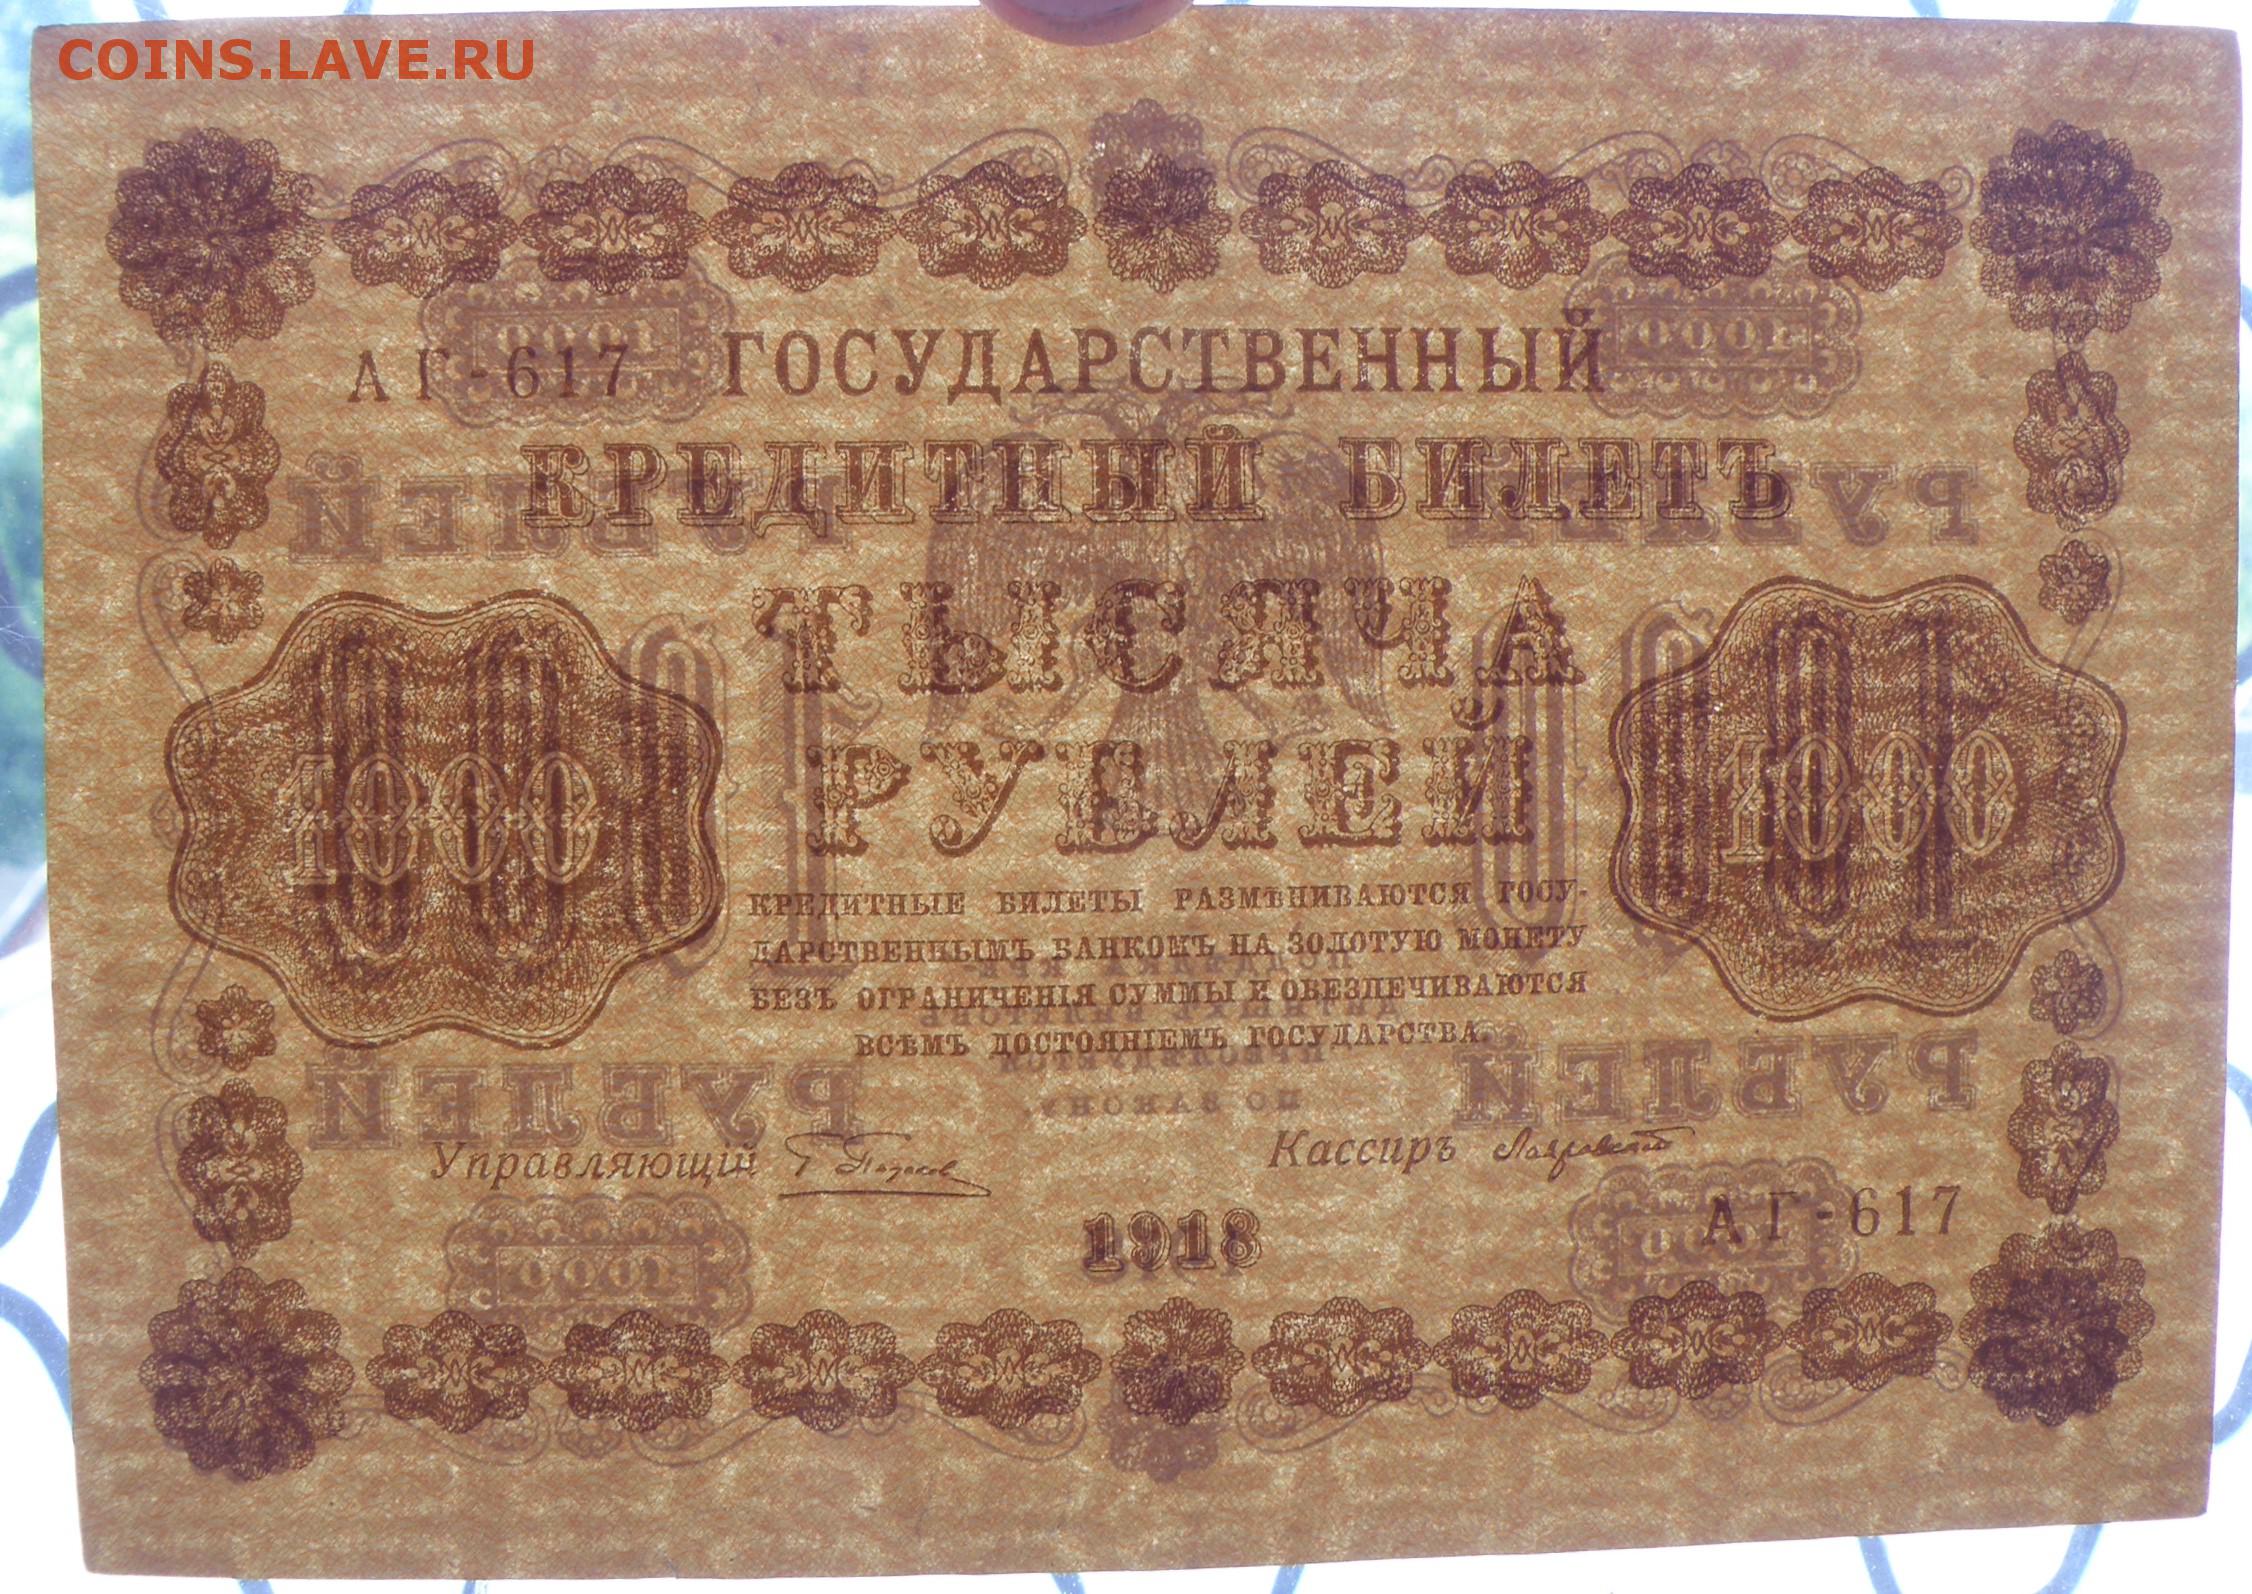 COINS.LAVE.RU
АГ-617 ГОСУДАРСТВЕННЫЙ
КРЕДИТНЫЙ БИЛЕТЪ
ТЫСЯЧА
РУБЛЕЙ
1000 1000
КРЕДИТНЫЕ БИЛЕТЫ РАЗМѢНИВАЮТСЯ ГОСУ-
ДАРСТВЕННЫМЪ БАНКОМЪ НА ЗОЛОТУЮ МОНЕТУ
БЕЗЪ ОГРАНИЧЕНІЯ СУММЫ И ОБЕЗПЕЧИВАЮТСЯ
ВСѢМЪ ДОСТОЯНІЕМЪ ГОСУДАРСТВА.
Управляющій Кассиръ
АГ-617
1918